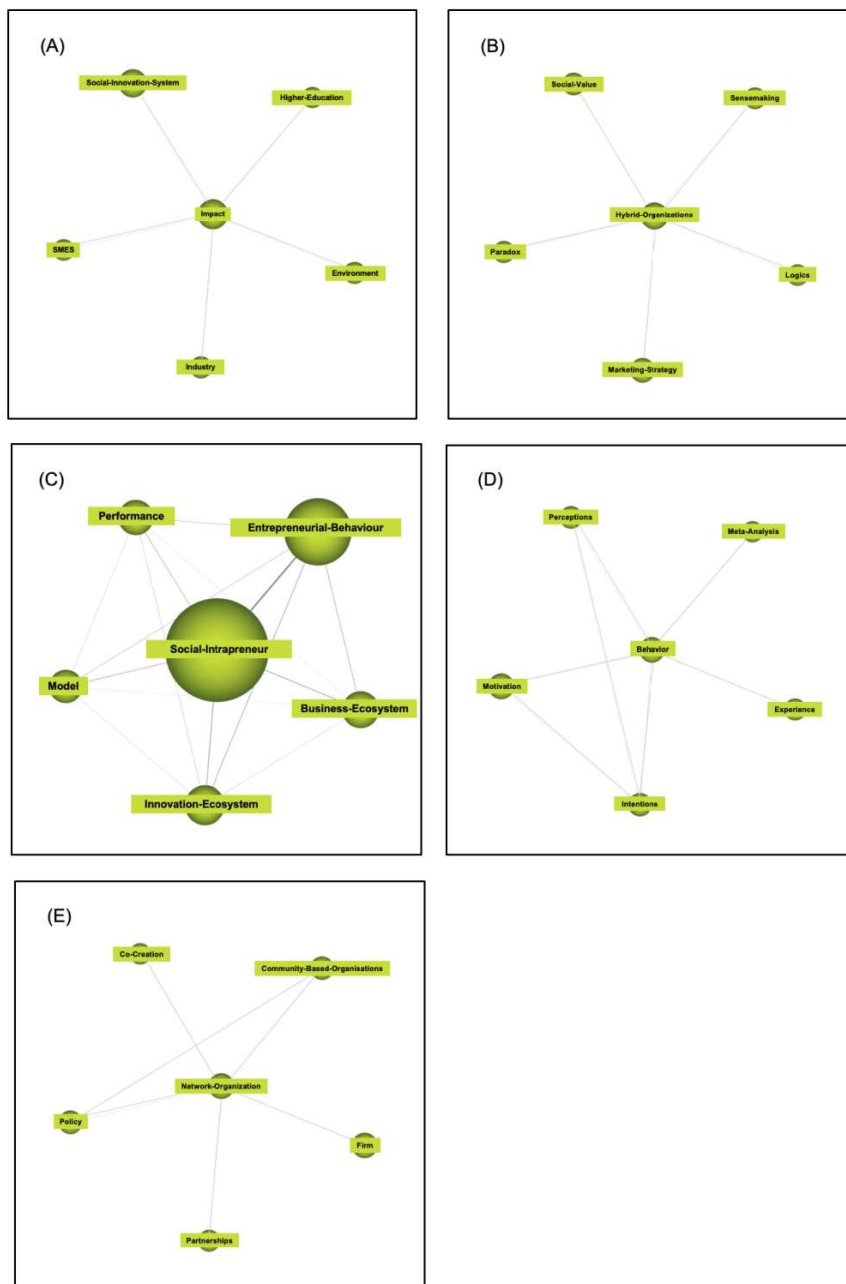 (A)
Social-Innovation-System
Higher-Education
Impact
SMES
Environment
Industry
(B)
Social-Value
Sensemaking
Hybrid-Organizations
Paradox
Logics
Marketing-Strategy
(C)
Performance
Entrepreneurial-Behaviour
Social-Intrapreneur
Model
Business-Ecosystem
Innovation-Ecosystem
(D)
Perceptions
Meta-Analysis
Behavior
Motivation
Experience
Intentions
(E)
Co-Creation
Community-Based-Organisations
Network-Organization
Policy
Firm
Partnerships